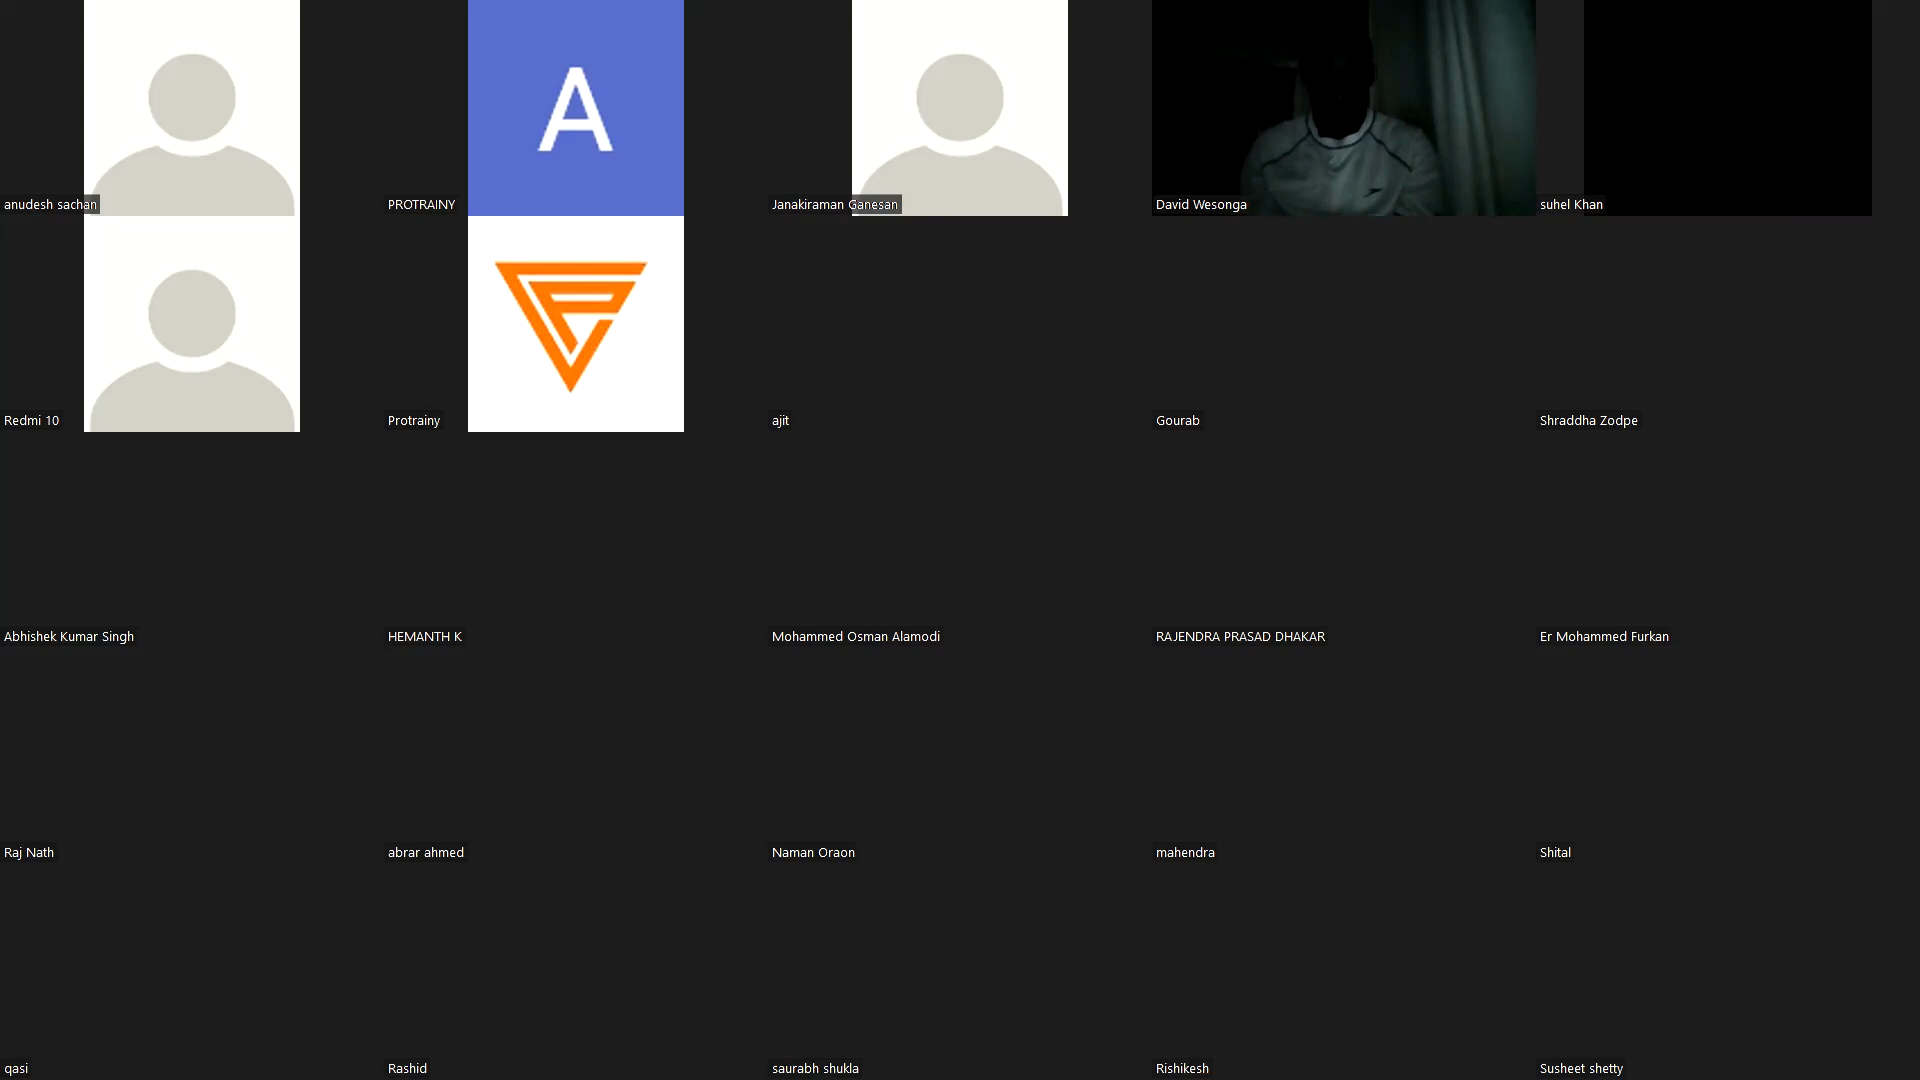 A
anudesh sachan
PROTRAINY
Janakiraman Ganesan
David Wesonga
suhel Khan
Redmi 10
Protrainy
ajit
Gourab
Shraddha Zodpe
Abhishek Kumar Singh
HEMANTH K
Mohammed Osman Alamodi
RAJENDRA PRASAD DHAKAR
Er Mohammed Furkan
Raj Nath
abrar ahmed
Naman Oraon
mahendra
Shital
qasi
Rashid
saurabh shukla
Rishikesh
Susheet shetty